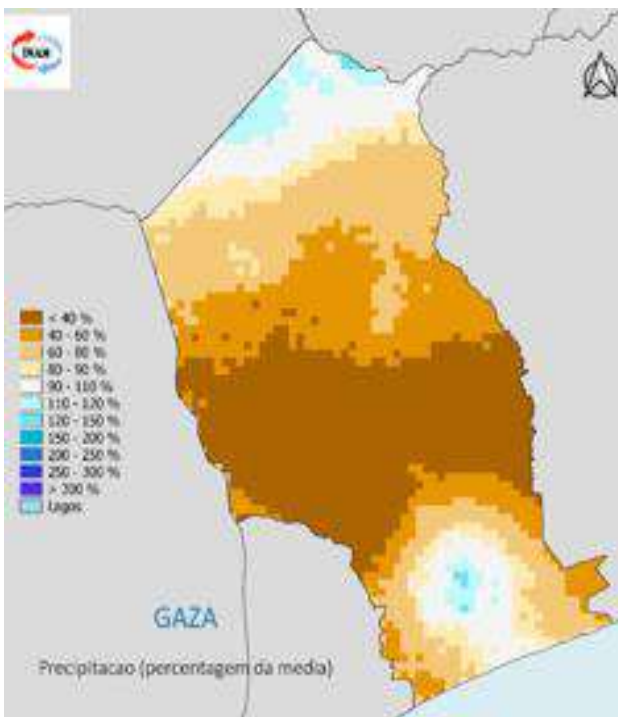 INAM
< 40 %
40 - 60 %
60 - 80 %
80 - 90 %
90 - 110 %
110 - 120 %
120 - 150 %
150 - 200 %
200 - 250 %
250 - 300 %
> 300 %
Lagos
GAZA
Precipitacao (percentagem da media)